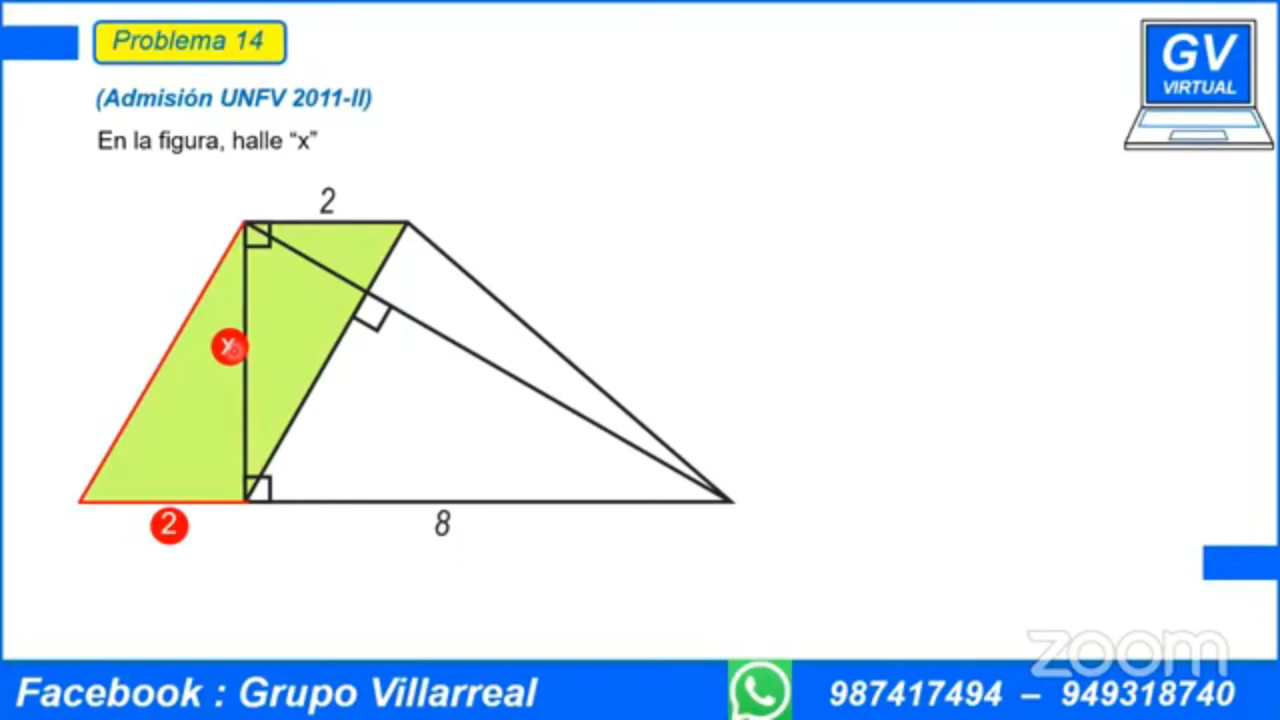 Problema 14
GV
VIRTUAL
(Admisión UNFV 2011-II)
En la figura, halle “x”
2
x
2
8
zoom
Facebook : Grupo Villarreal
987417494 – 949318740